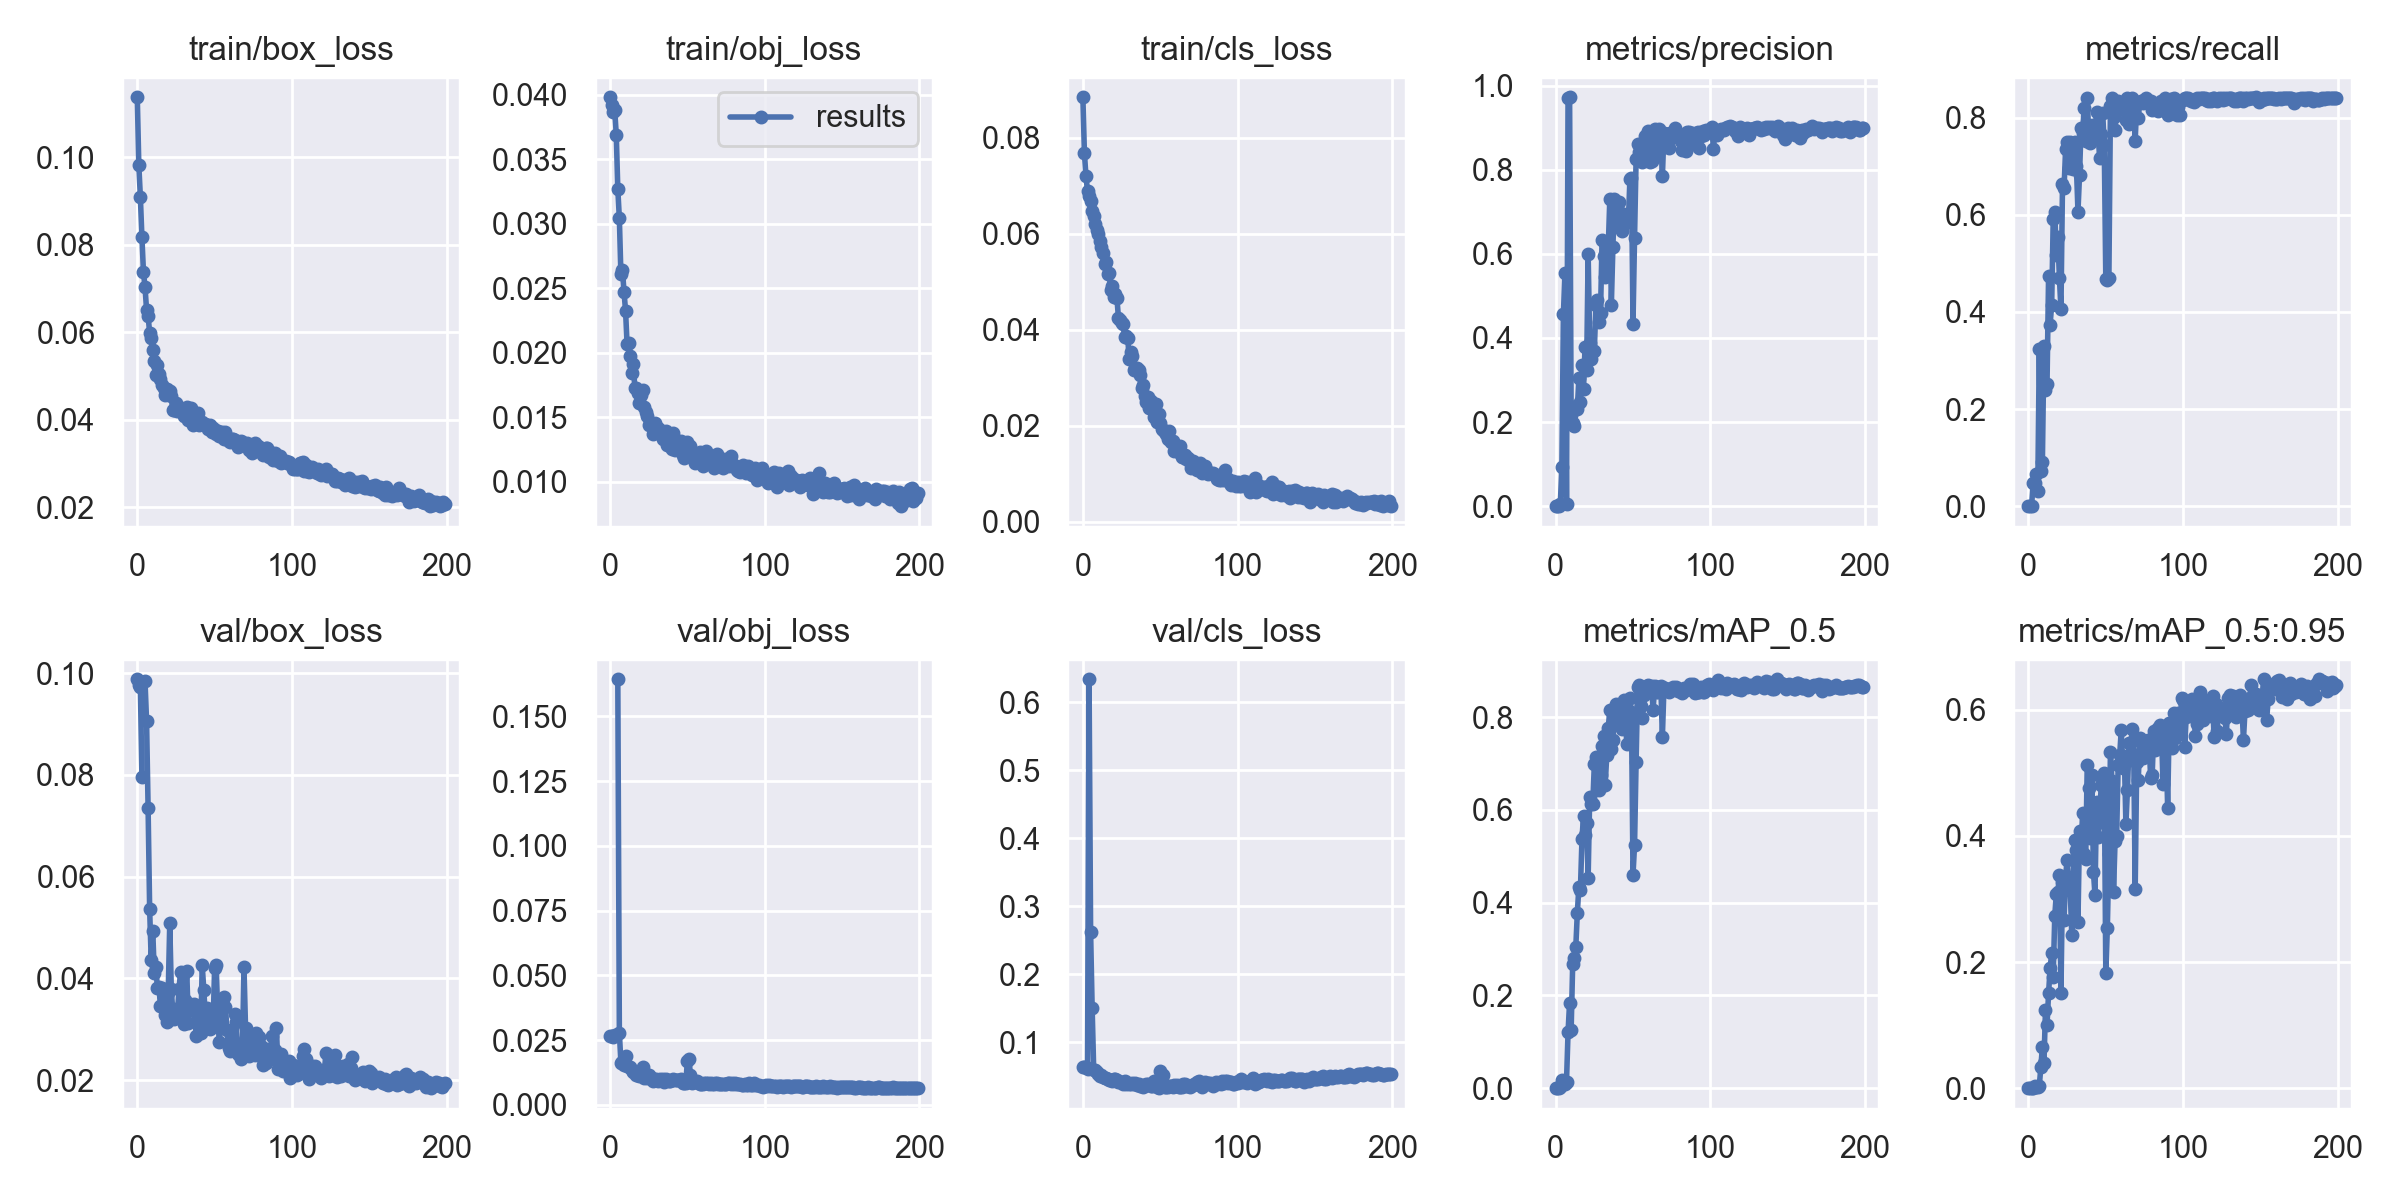 train/box_loss
train/obj_loss
train/cls_loss
metrics/precision
metrics/recall
0.10
0.08
0.06
0.04
0.02
0 100 200
0.040
0.035
0.030
0.025
0.020
0.015
0.010
results
0 100 200
0.08
0.06
0.04
0.02
0.00
0 100 200
1.0
0.8
0.6
0.4
0.2
0.0
0 100 200
0.8
0.6
0.4
0.2
0.0
0 100 200
val/box_loss
val/obj_loss
val/cls_loss
metrics/mAP_0.5
metrics/mAP_0.5:0.95
0.10
0.08
0.06
0.04
0.02
0 100 200
0.150
0.125
0.100
0.075
0.050
0.025
0.000
0 100 200
0.6
0.5
0.4
0.3
0.2
0.1
0 100 200
0.8
0.6
0.4
0.2
0.0
0 100 200
0.6
0.4
0.2
0.0
0 100 200